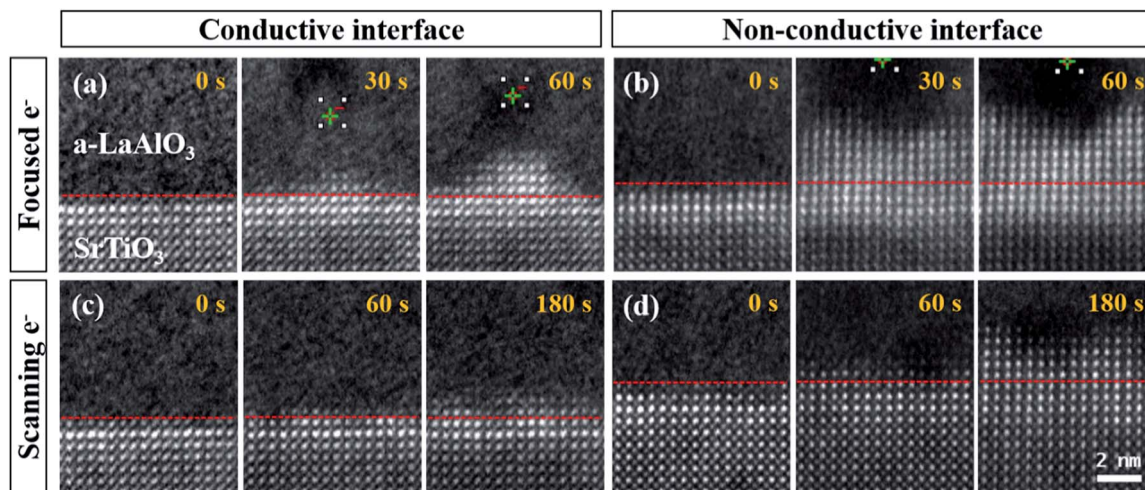 Conductive interface
Non-conductive interface
Focused e-
(a)
0 s
30 s
60 s
a-LaAlO3
SrTiO3
(b)
0 s
30 s
60 s
Scanning e-
(c)
0 s
60 s
180 s
(d)
0 s
60 s
180 s
2 nm